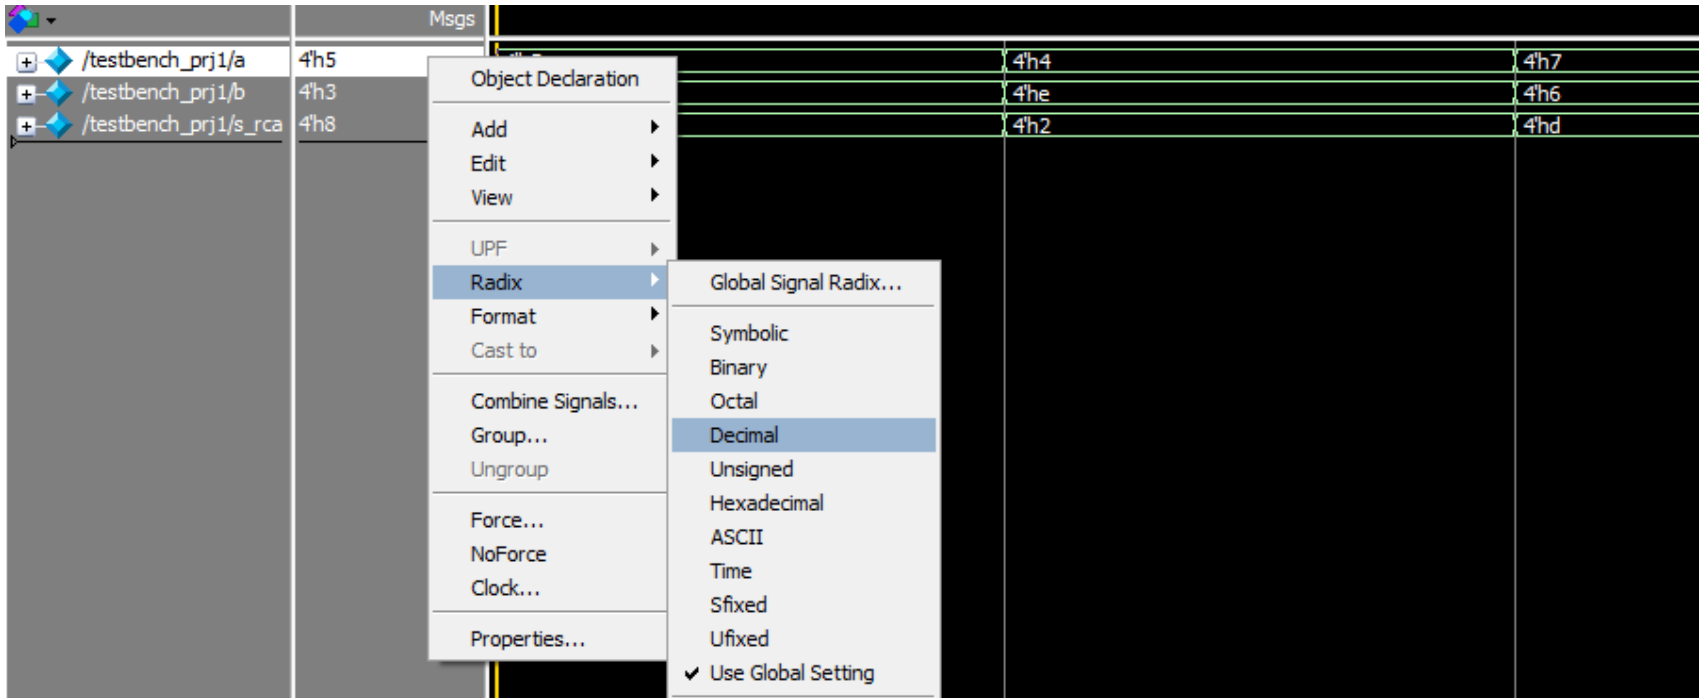 Msgs
/testbench_prj1/a 4'h5 4'h4 4'h7
/testbench_prj1/b 4'h3 4'he 4'h6
/testbench_prj1/s_rca 4'h8 4'h2 4'hd
Object Declaration
Add
Edit
View
UPF
Radix
Format
Cast to
Combine Signals...
Group...
Ungroup
Force...
NoForce
Clock...
Properties...
Global Signal Radix...
Symbolic
Binary
Octal
Decimal
Unsigned
Hexadecimal
ASCII
Time
Sfixed
Ufixed
Use Global Setting